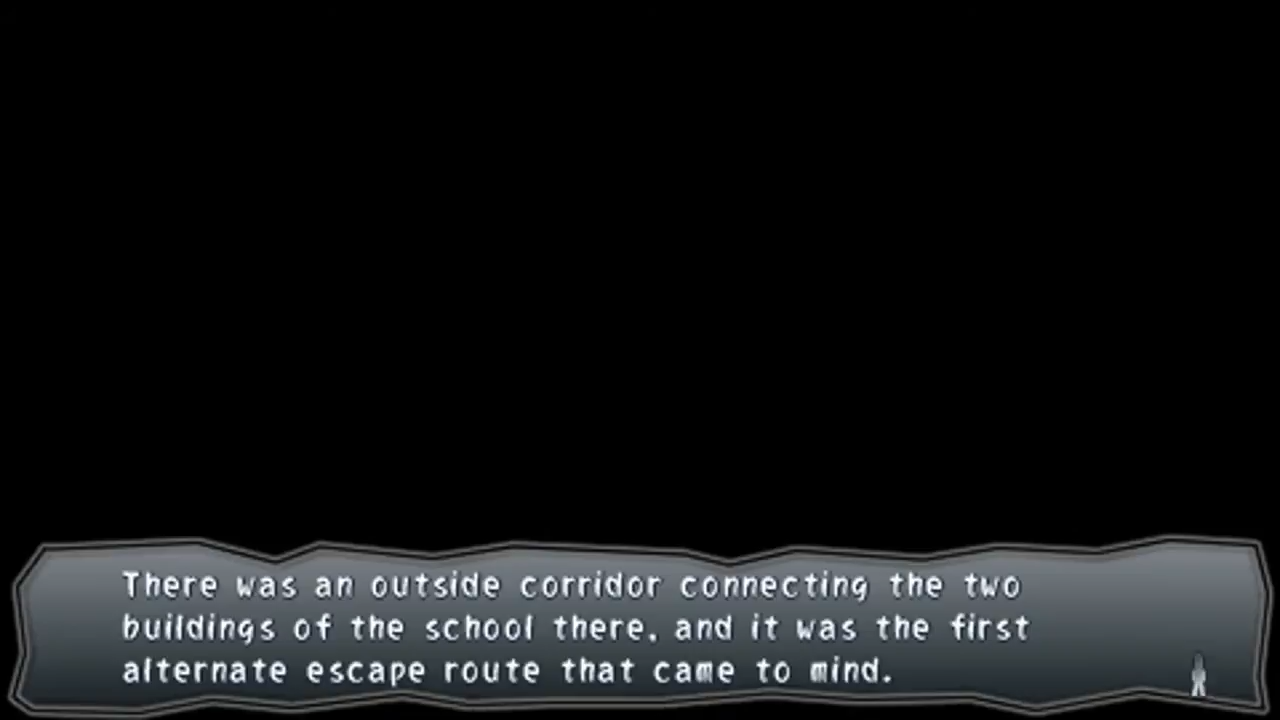 There was an outside corridor connecting the two
buildings of the school there, and it was the first
alternate escape route that came to mind.